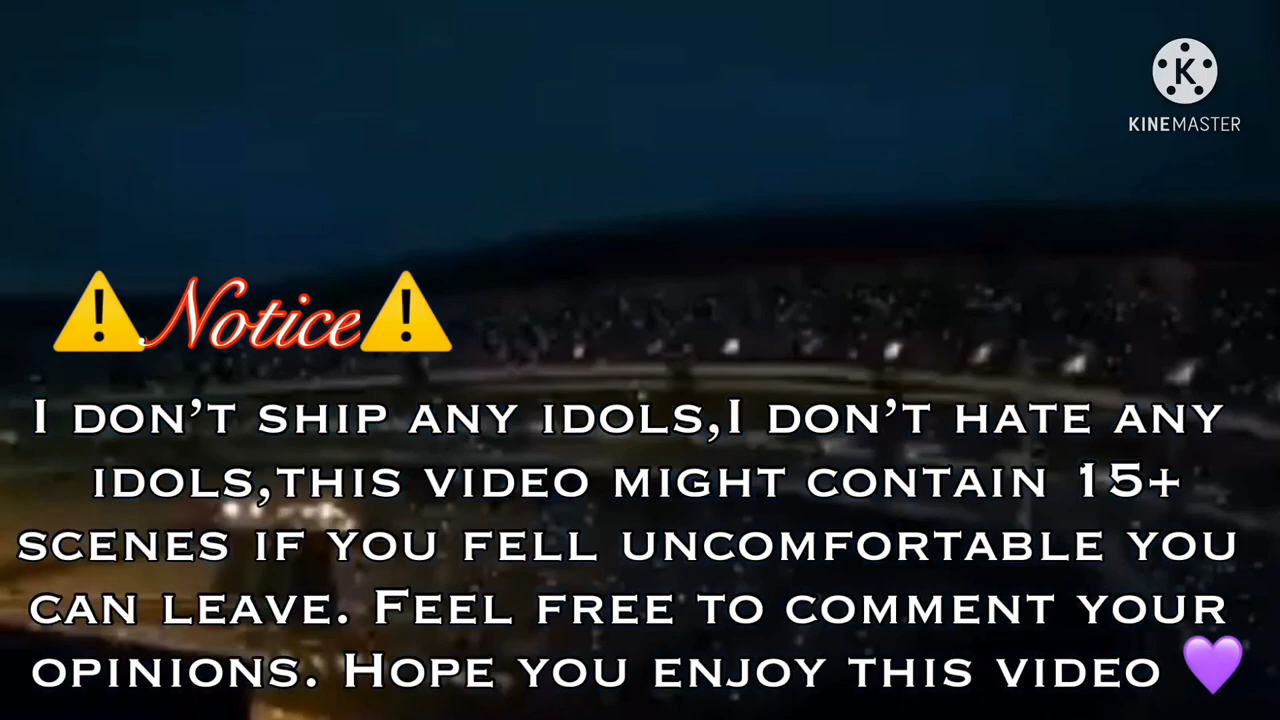 KINEMASTER
⚠️Notice⚠️
I DON’T SHIP ANY IDOLS,I DON’T HATE ANY
IDOLS,THIS VIDEO MIGHT CONTAIN 15+
SCENES IF YOU FELL UNCOMFORTABLE YOU
CAN LEAVE. FEEL FREE TO COMMENT YOUR
OPINIONS. HOPE YOU ENJOY THIS VIDEO 💜